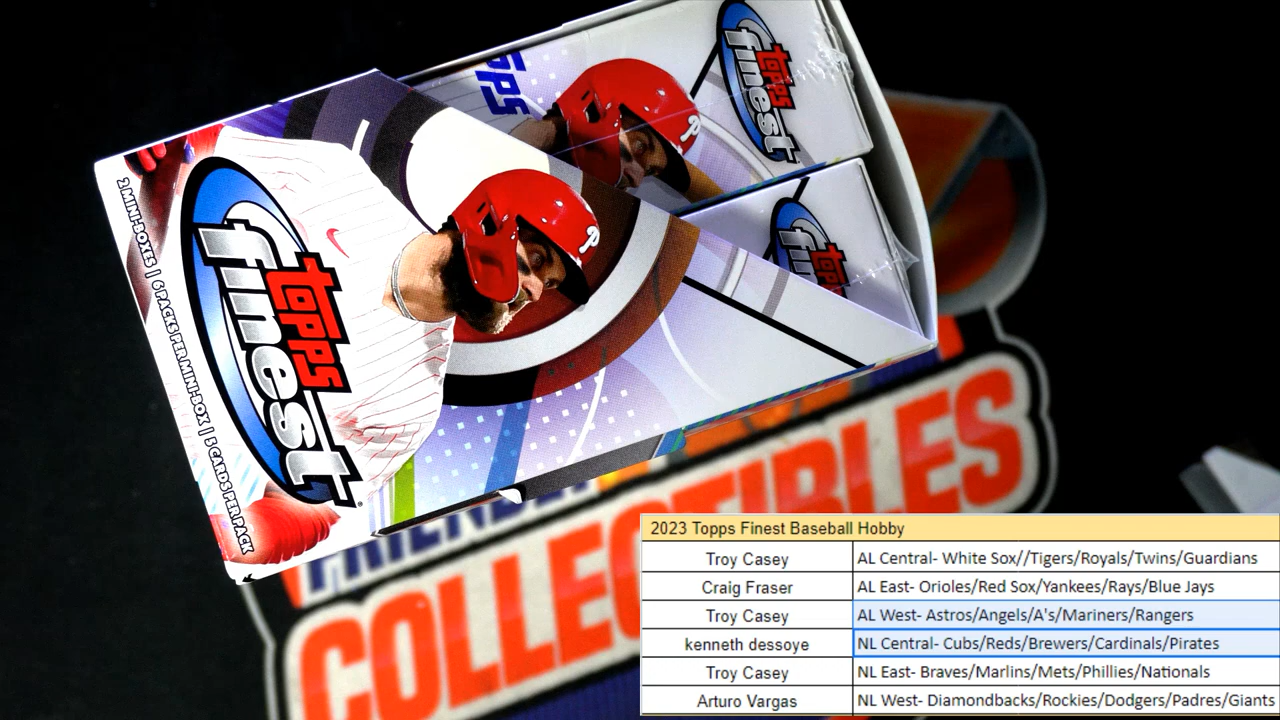 TOPPS
topps
finest
topps
fin
topps
finest
2 MINI-BOXES | 6 PACKS PER MINI-BOX | 5 CARDS PER PACK
COLLECTIBLES
2023 Topps Finest Baseball Hobby
Troy Casey AL Central- White Sox//Tigers/Royals/Twins/Guardians
Craig Fraser AL East- Orioles/Red Sox/Yankees/Rays/Blue Jays
Troy Casey AL West- Astros/Angels/A's/Mariners/Rangers
kenneth dessoye NL Central- Cubs/Reds/Brewers/Cardinals/Pirates
Troy Casey NL East- Braves/Marlins/Mets/Phillies/Nationals
Arturo Vargas NL West- Diamondbacks/Rockies/Dodgers/Padres/Giants